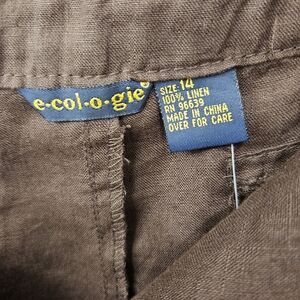 e·col·o·gie®
SIZE 14
100% LINEN
RN 96639
MADE IN CHINA
OVER FOR CARE